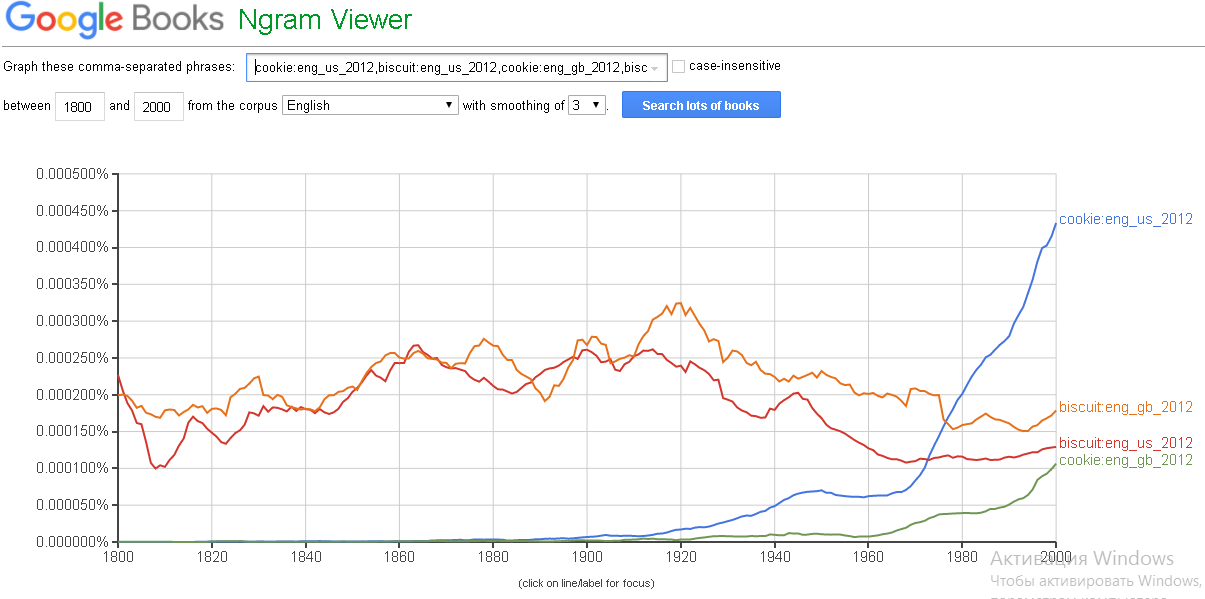 Google Books Ngram Viewer
Graph these comma-separated phrases: cookie:eng_us_2012,biscuit:eng_us_2012,cookie:eng_gb_2012,bisc case-insensitive
between 1800 and 2000 from the corpus English with smoothing of 3 . Search lots of books
0.000500%
0.000450%
cookie:eng_us_2012
0.000400%
0.000350%
0.000300%
0.000250%
0.000200%
biscuit:eng_gb_2012
0.000150%
biscuit:eng_us_2012
cookie:eng_gb_2012
0.000100%
0.000050%
0.000000%
1800 1820 1840 1860 1880 1900 1920 1940 1960 1980 2000
Активация Windows
Чтобы активировать Windows,
(click on line/label for focus)